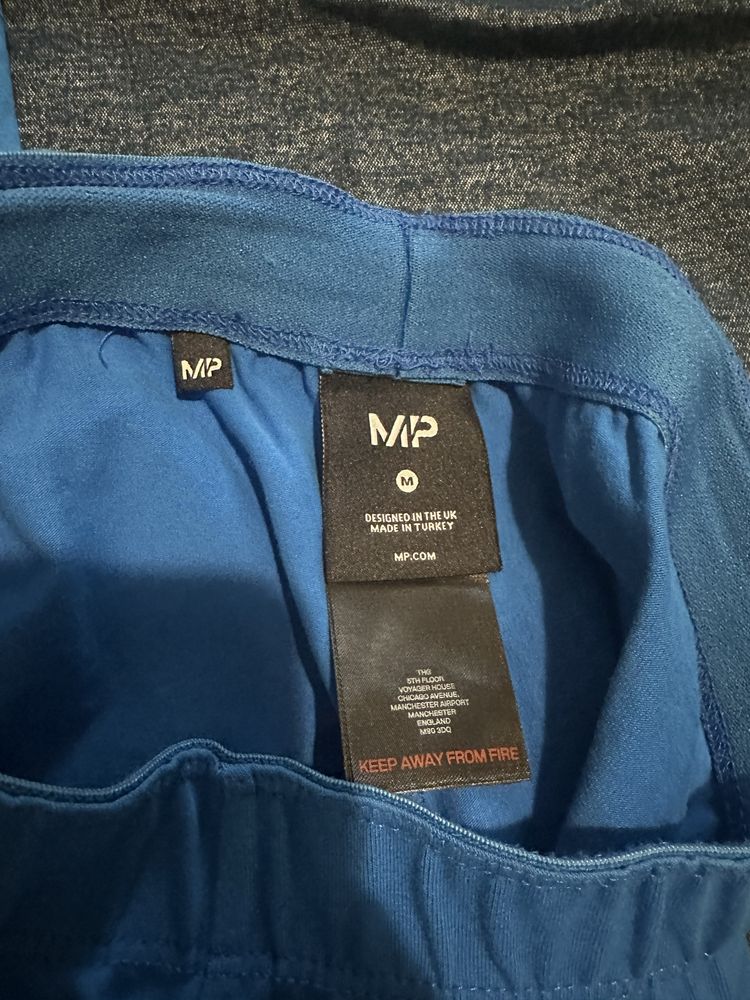 MP
MP
M
DESIGNED IN THE UK
MADE IN TURKEY
MP.COM
THG
5TH FLOOR
VOYAGER HOUSE
CHICAGO AVENUE,
MANCHESTER AIRPORT
MANCHESTER
ENGLAND
M90 3DQ
KEEP AWAY FROM FIRE